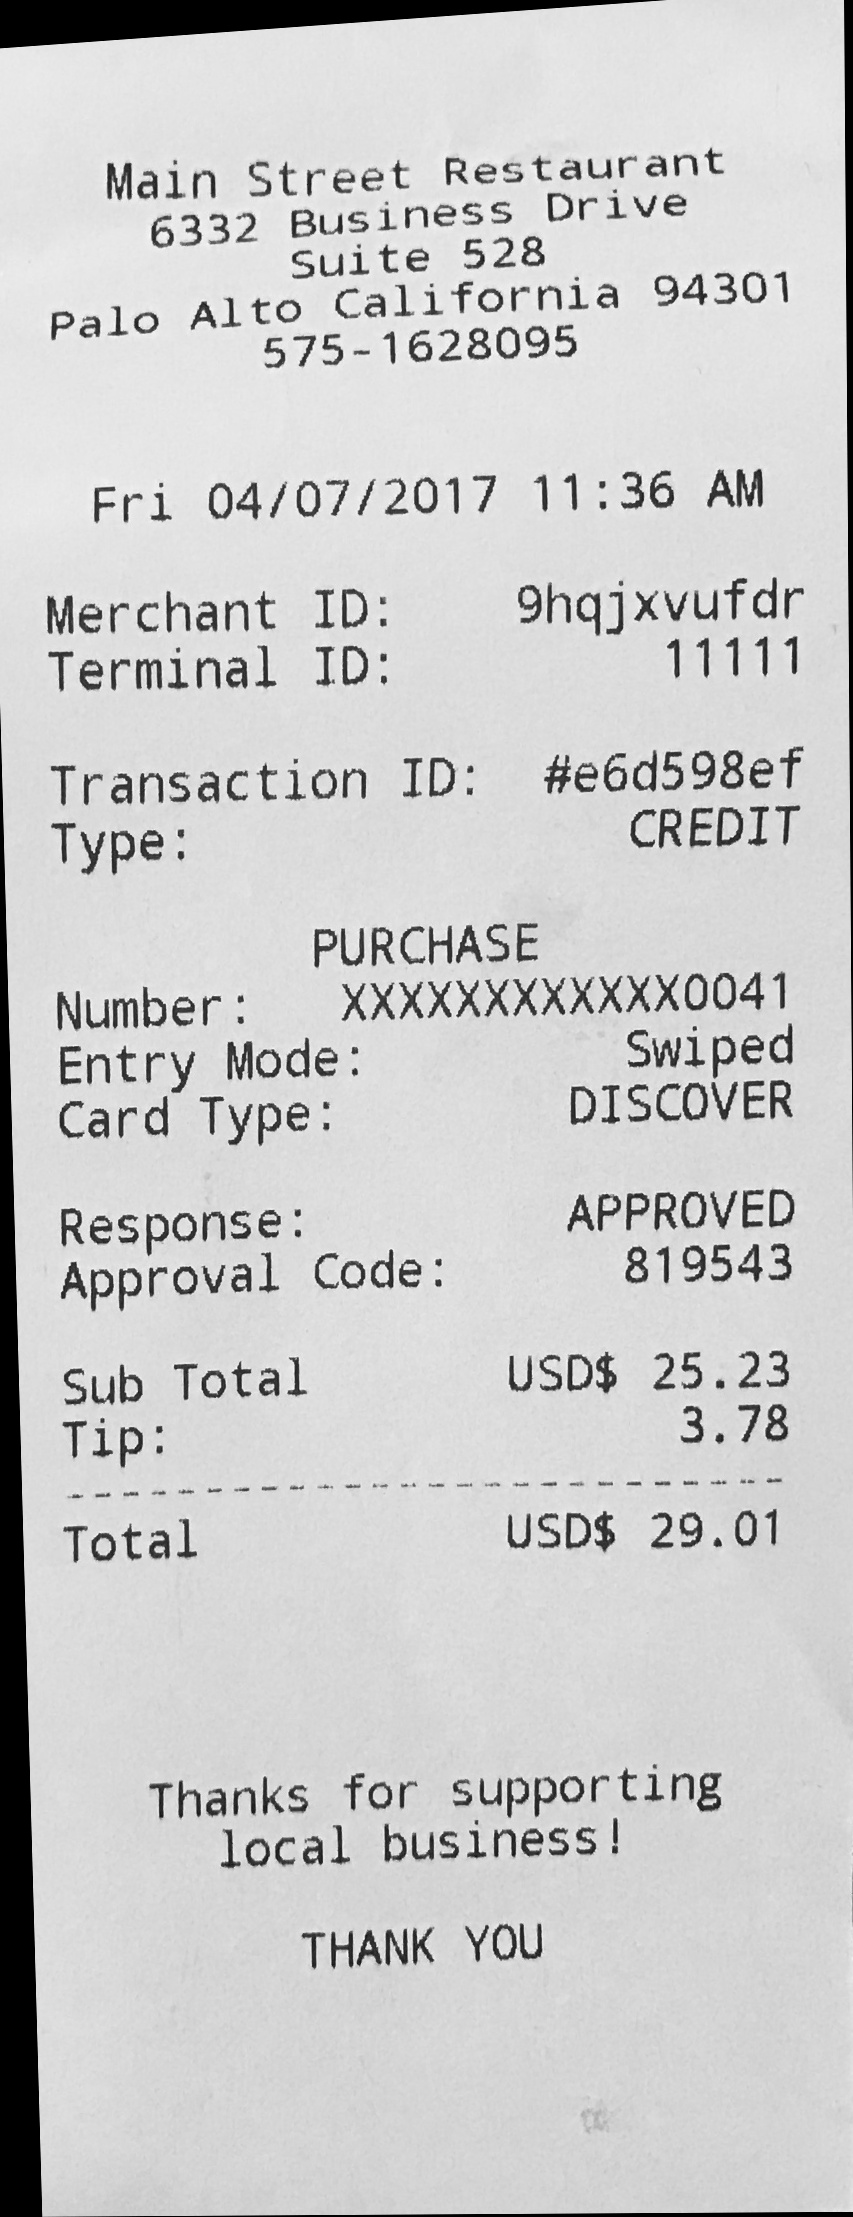 Main Street Restaurant
6332 Business Drive
Suite 528
Palo Alto California 94301
575-1628095
Fri 04/07/2017 11:36 AM
Merchant ID: 9hqjxvufdr
Terminal ID: 11111
Transaction ID: #e6d598ef
Type: CREDIT
PURCHASE
Number: XXXXXXXXXXXX0041
Entry Mode: Swiped
Card Type: DISCOVER
Response: APPROVED
Approval Code: 819543
Sub Total USD$ 25.23
Tip: 3.78
---------------------------
Total USD$ 29.01
Thanks for supporting
local business!
THANK YOU